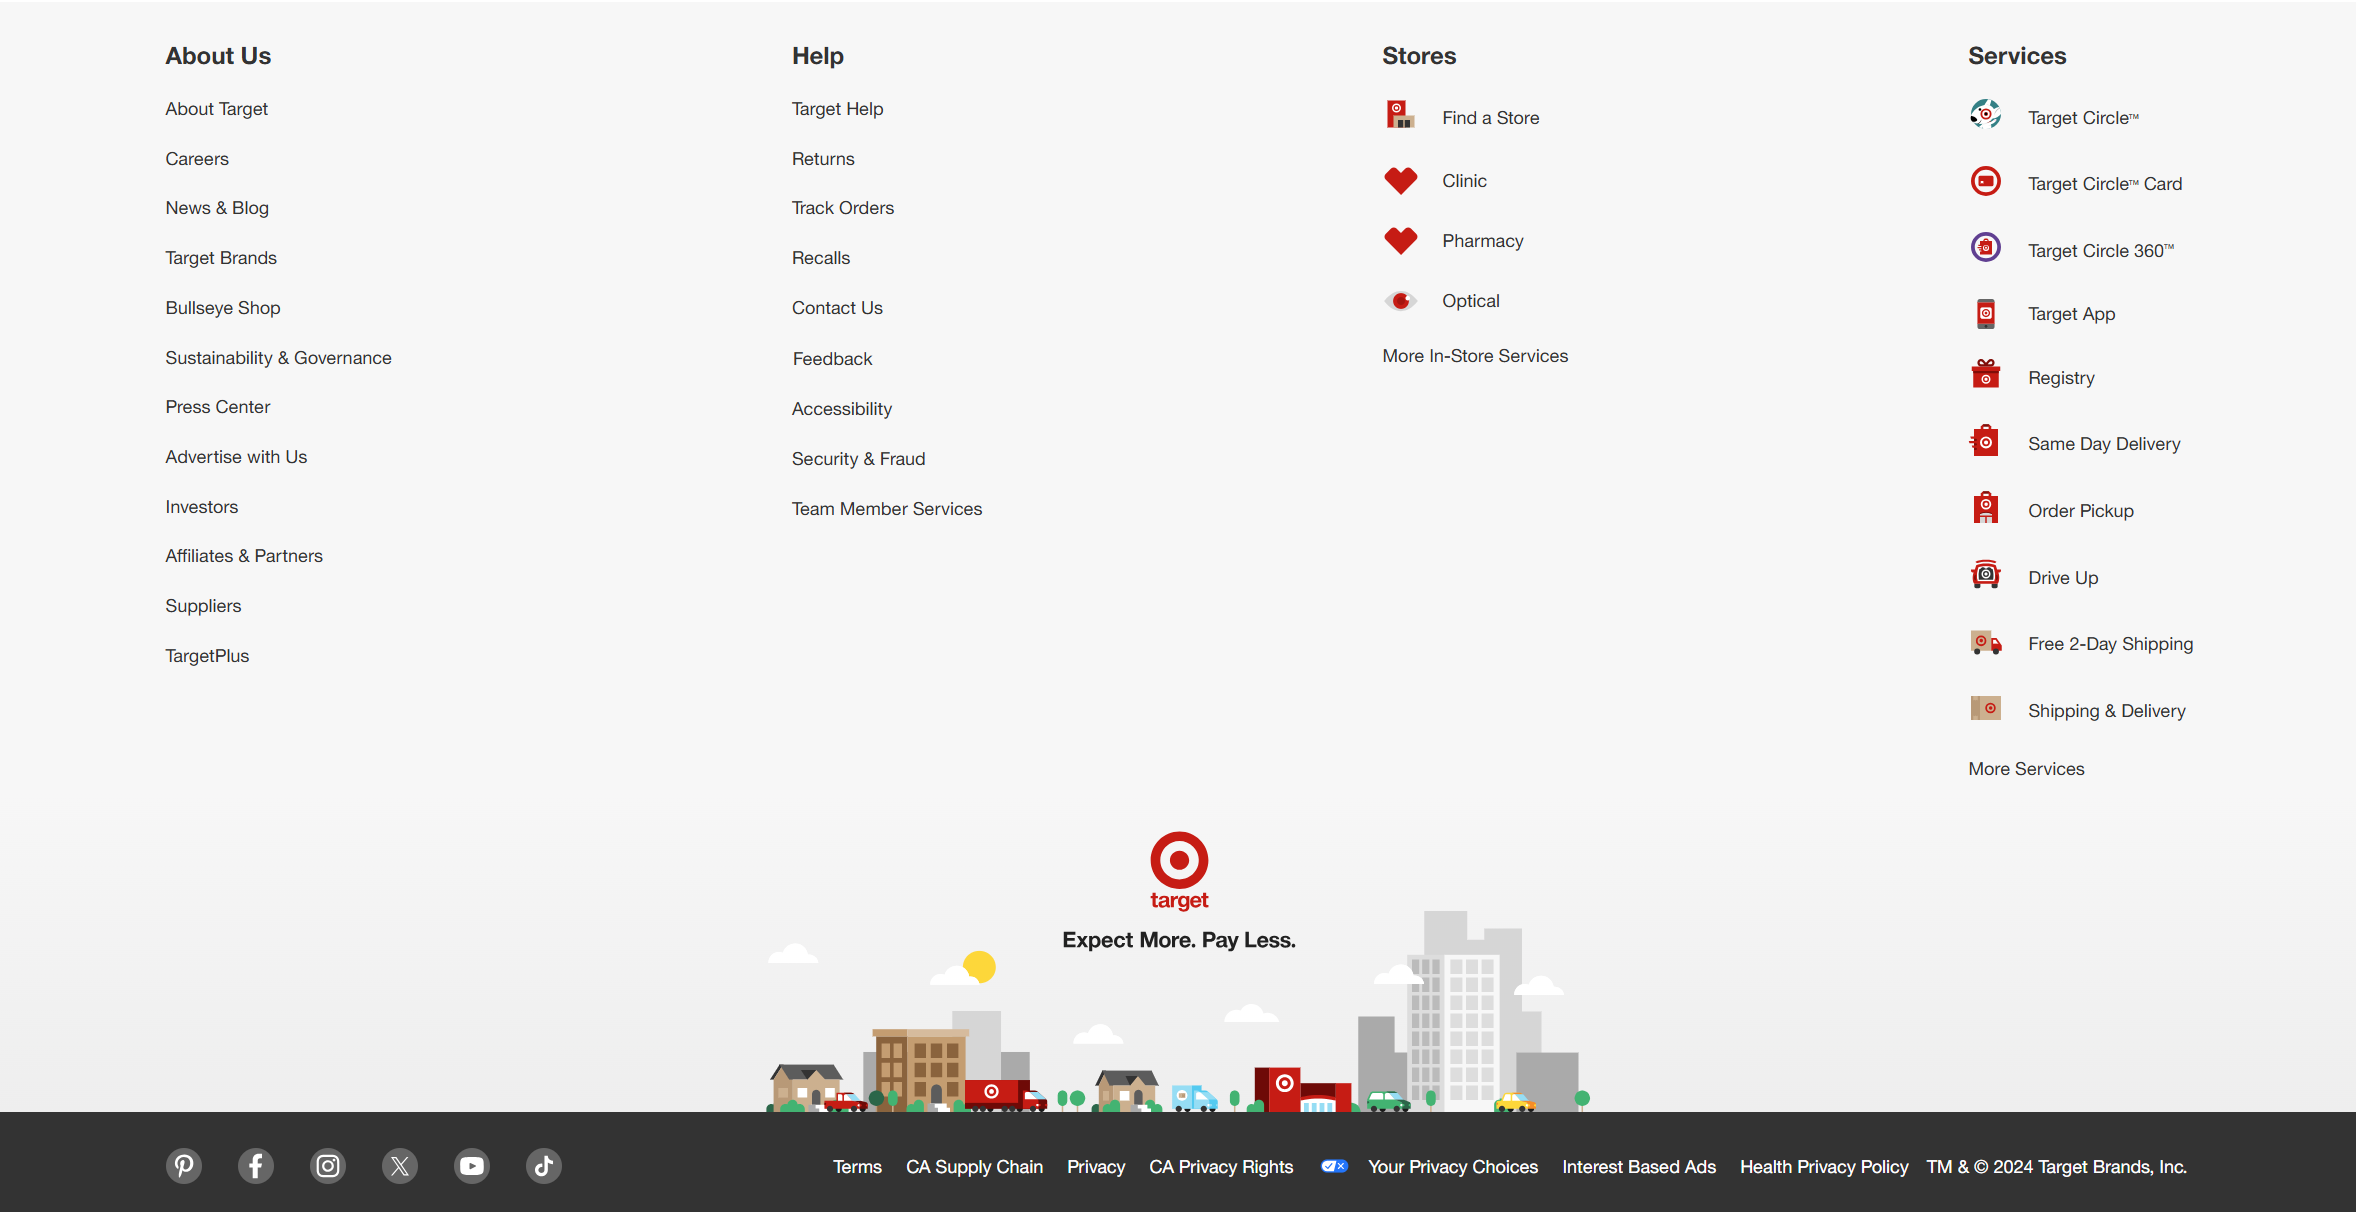 About Us
About Target
Careers
News & Blog
Target Brands
Bullseye Shop
Sustainability & Governance
Press Center
Advertise with Us
Investors
Affiliates & Partners
Suppliers
TargetPlus
Help
Target Help
Returns
Track Orders
Recalls
Contact Us
Feedback
Accessibility
Security & Fraud
Team Member Services
Stores
Find a Store
Clinic
Pharmacy
Optical
More In-Store Services
Services
Target Circle™
Target Circle™ Card
Target Circle 360™
Target App
Registry
Same Day Delivery
Order Pickup
Drive Up
Free 2-Day Shipping
Shipping & Delivery
More Services
target
Expect More. Pay Less.
Terms CA Supply Chain Privacy CA Privacy Rights Your Privacy Choices Interest Based Ads Health Privacy Policy TM & © 2024 Target Brands, Inc.